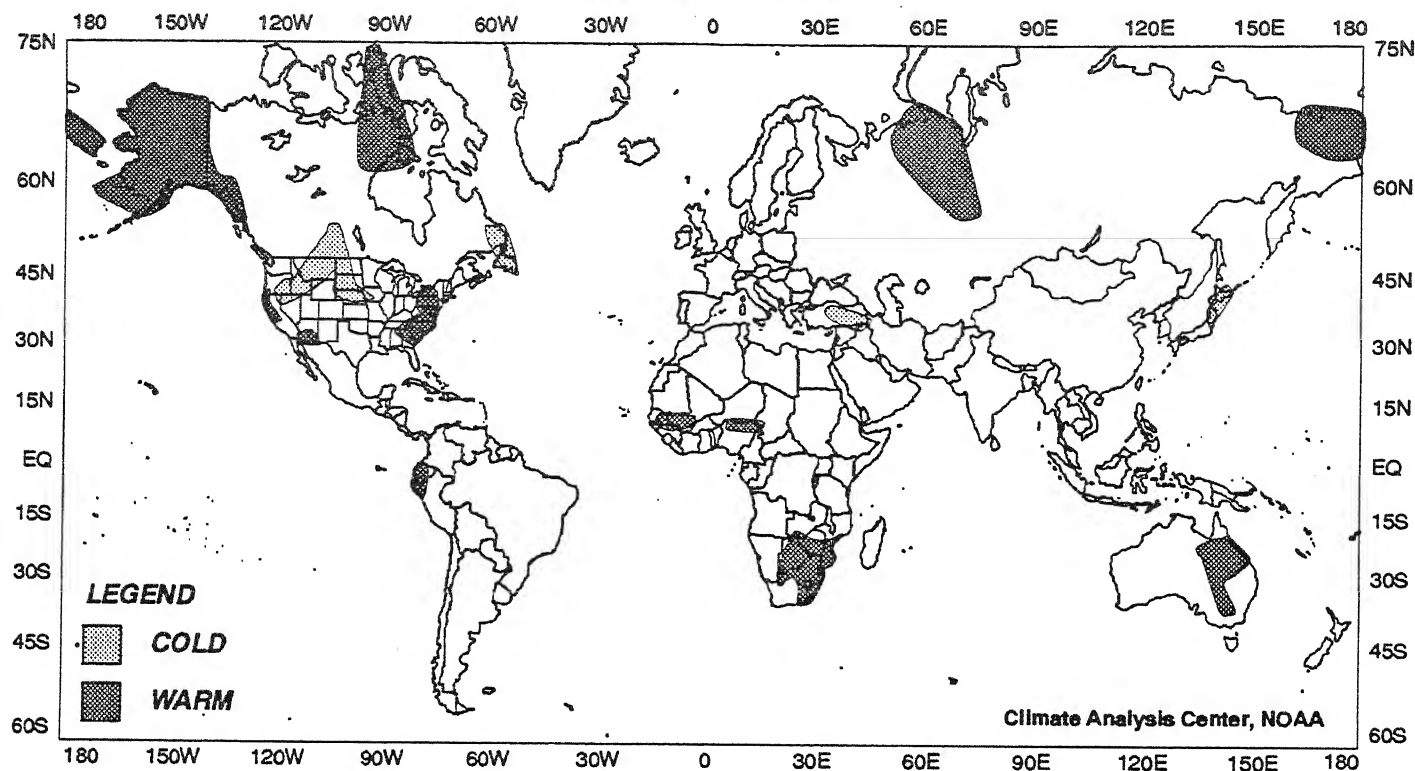 180 150W 120W 90W 60W 30W 0 30E 60E 90E 120E 150E 180
75N 75N
60N 60N
45N 45N
30N 30N
15N 15N
EQ EQ
15S 15S
30S 30S
LEGEND
COLD
45S 45S
WARM
Climate Analysis Center, NOAA
60S 60S
180 150W 120W 90W 60W 30W 0 30E 60E 90E 120E 150E 180